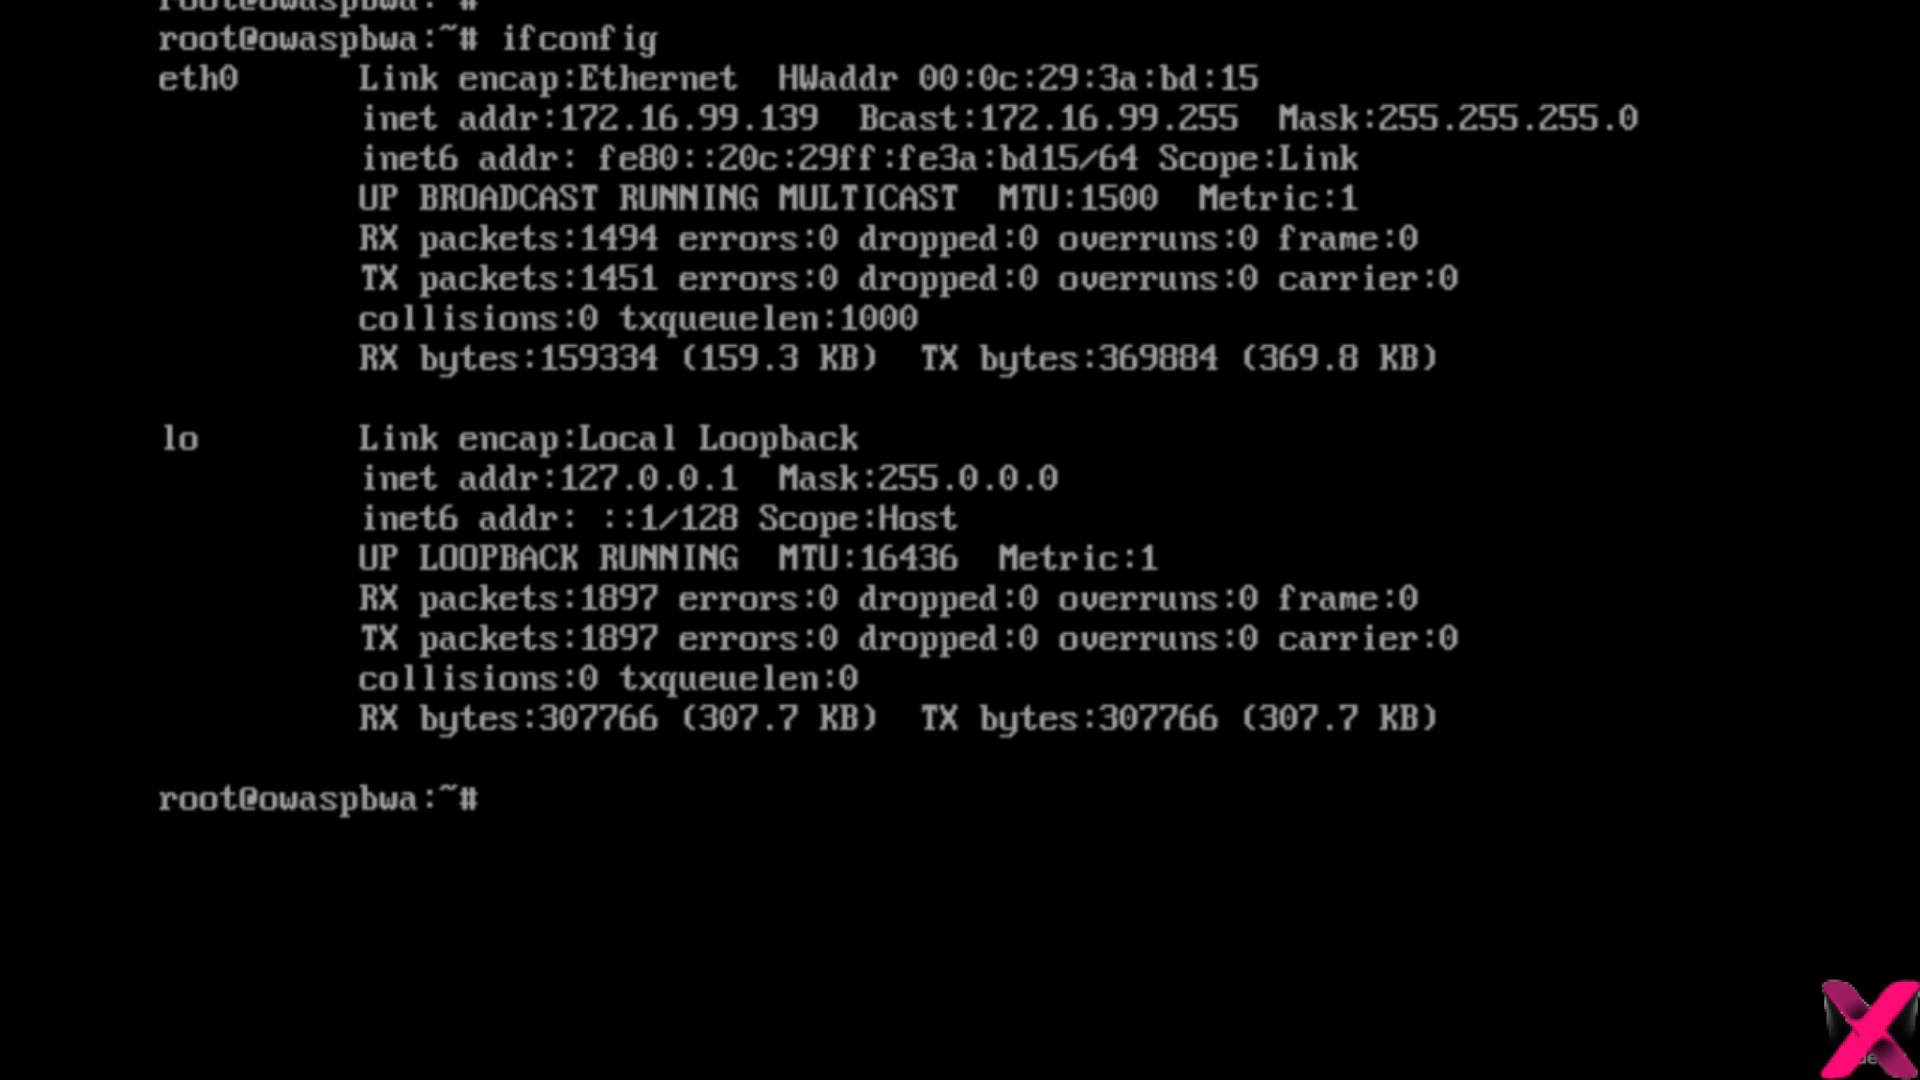 root@owaspbwa:~#
root@owaspbwa:~# ifconfig
eth0      Link encap:Ethernet  HWaddr 00:0c:29:3a:bd:15
          inet addr:172.16.99.139  Bcast:172.16.99.255  Mask:255.255.255.0
          inet6 addr: fe80::20c:29ff:fe3a:bd15/64 Scope:Link
          UP BROADCAST RUNNING MULTICAST  MTU:1500  Metric:1
          RX packets:1494 errors:0 dropped:0 overruns:0 frame:0
          TX packets:1451 errors:0 dropped:0 overruns:0 carrier:0
          collisions:0 txqueuelen:1000
          RX bytes:159334 (159.3 KB)  TX bytes:369884 (369.8 KB)
lo        Link encap:Local Loopback
          inet addr:127.0.0.1  Mask:255.0.0.0
          inet6 addr: ::1/128 Scope:Host
          UP LOOPBACK RUNNING  MTU:16436  Metric:1
          RX packets:1897 errors:0 dropped:0 overruns:0 frame:0
          TX packets:1897 errors:0 dropped:0 overruns:0 carrier:0
          collisions:0 txqueuelen:0
          RX bytes:307766 (307.7 KB)  TX bytes:307766 (307.7 KB)
root@owaspbwa:~#